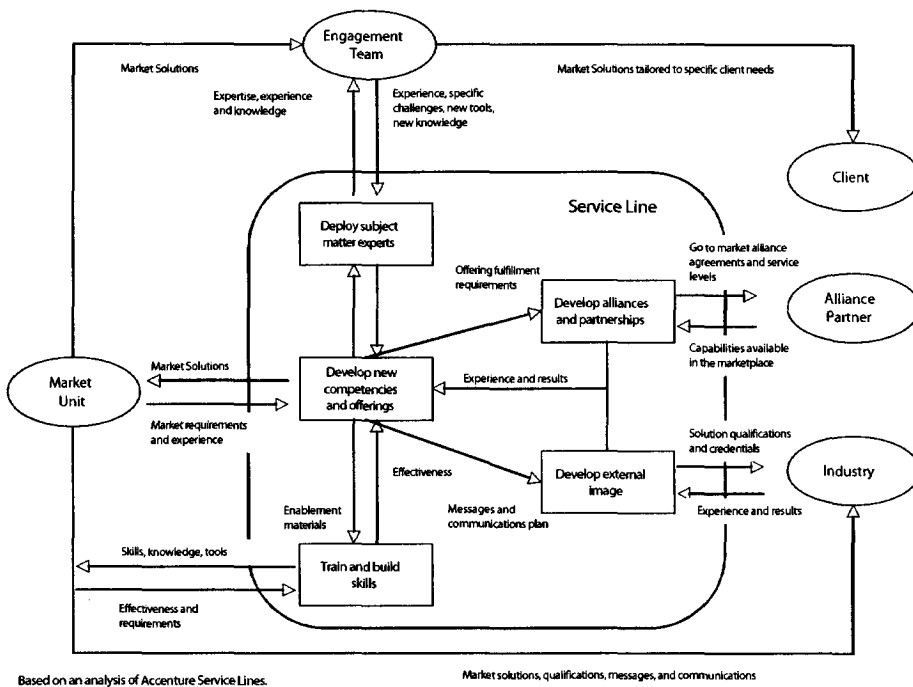 Engagement
Team
Market Solutions
Market Solutions tailored to specific client needs
Expertise, experience
and knowledge
Experience, specific
challenges, new tools,
new knowledge
Client
Service Line
Deploy subject
matter experts
Go to market alliance
agreements and service
levels
Offering fulfillment
requirements
Develop alliances
and partnerships
Alliance
Partner
Capabilities available
in the marketplace
Market Solutions
Market
Unit
Develop new
competencies
and offerings
Experience and results
Market requirements
and experience
Solution qualifications
and credentials
Effectiveness
Develop external
image
Industry
Enablement
materials
Messages and
communications plan
Experience and results
Skills, knowledge, tools
Train and build
skills
Effectiveness and
requirements
Based on an analysis of Accenture Service Lines.
Market solutions, qualifications, messages, and communications